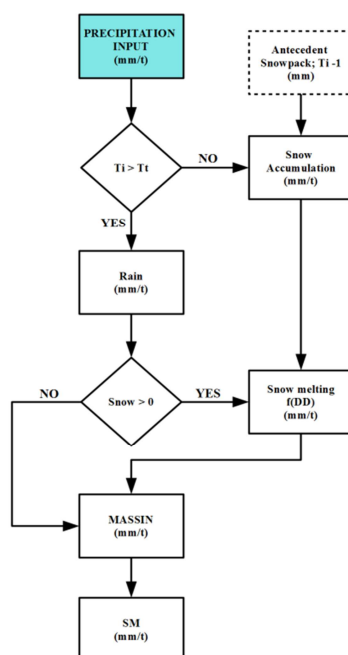 PRECIPITATION
INPUT
(mm/t)
Antecedent
Snowpack; Ti -1
(mm)
Ti > Tt
NO
Snow
Accumulation
(mm/t)
YES
Rain
(mm/t)
NO
Snow > 0
YES
Snow melting
f(DD)
(mm/t)
MASSIN
(mm/t)
SM
(mm/t)